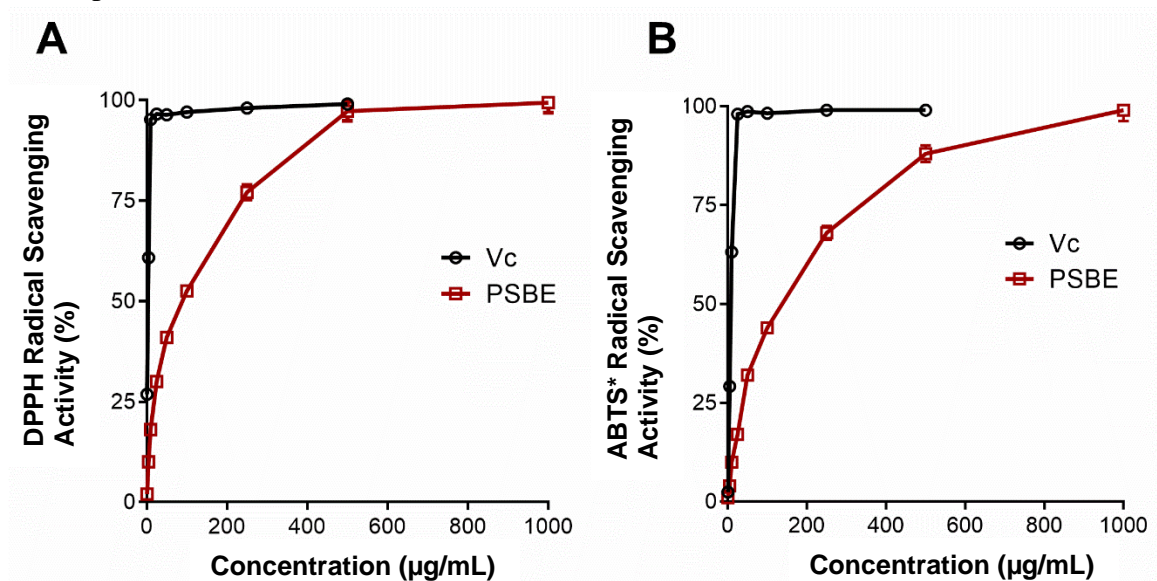 A
DPPH Radical Scavenging
Activity (%)
100
75
50
25
0
Vc
PSBE
0 200 400 600 800 1000
Concentration (µg/mL)
B
ABTS* Radical Scavenging
Activity (%)
100
75
50
25
0
Vc
PSBE
0 200 400 600 800 1000
Concentration (µg/mL)